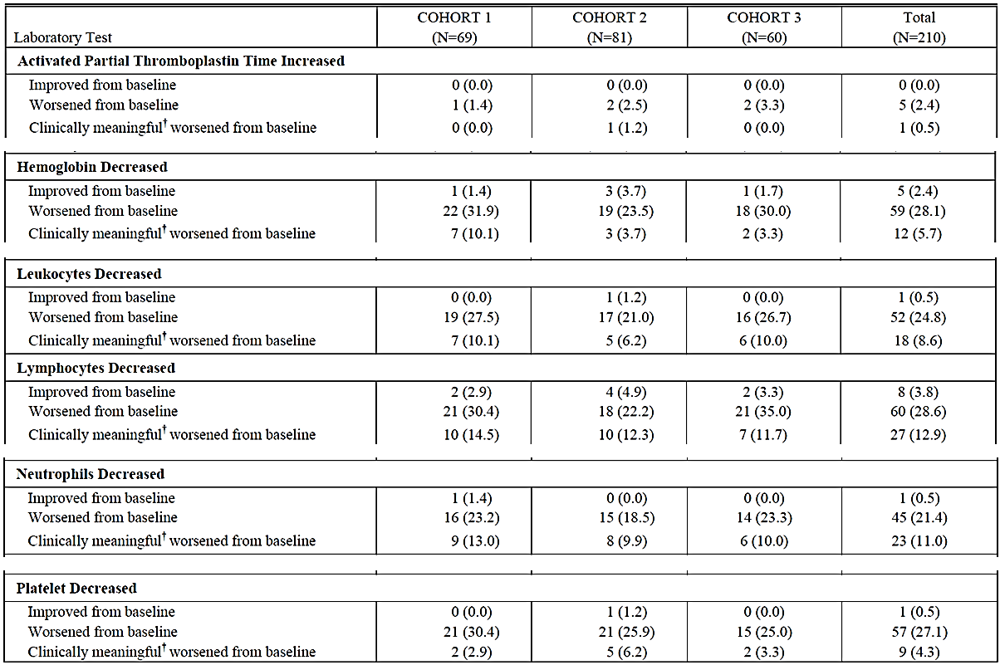 COHORT 1 COHORT 2 COHORT 3 Total
Laboratory Test (N=69) (N=81) (N=60) (N=210)
Activated Partial Thromboplastin Time Increased
Improved from baseline 0 (0.0) 0 (0.0) 0 (0.0) 0 (0.0)
Worsened from baseline 1 (1.4) 2 (2.5) 2 (3.3) 5 (2.4)
Clinically meaningful† worsened from baseline 0 (0.0) 1 (1.2) 0 (0.0) 1 (0.5)
Hemoglobin Decreased
Improved from baseline 1 (1.4) 3 (3.7) 1 (1.7) 5 (2.4)
Worsened from baseline 22 (31.9) 19 (23.5) 18 (30.0) 59 (28.1)
Clinically meaningful† worsened from baseline 7 (10.1) 3 (3.7) 2 (3.3) 12 (5.7)
Leukocytes Decreased
Improved from baseline 0 (0.0) 1 (1.2) 0 (0.0) 1 (0.5)
Worsened from baseline 19 (27.5) 17 (21.0) 16 (26.7) 52 (24.8)
Clinically meaningful† worsened from baseline 7 (10.1) 5 (6.2) 6 (10.0) 18 (8.6)
Lymphocytes Decreased
Improved from baseline 2 (2.9) 4 (4.9) 2 (3.3) 8 (3.8)
Worsened from baseline 21 (30.4) 18 (22.2) 21 (35.0) 60 (28.6)
Clinically meaningful† worsened from baseline 10 (14.5) 10 (12.3) 7 (11.7) 27 (12.9)
Neutrophils Decreased
Improved from baseline 1 (1.4) 0 (0.0) 0 (0.0) 1 (0.5)
Worsened from baseline 16 (23.2) 15 (18.5) 14 (23.3) 45 (21.4)
Clinically meaningful† worsened from baseline 9 (13.0) 8 (9.9) 6 (10.0) 23 (11.0)
Platelet Decreased
Improved from baseline 0 (0.0) 1 (1.2) 0 (0.0) 1 (0.5)
Worsened from baseline 21 (30.4) 21 (25.9) 15 (25.0) 57 (27.1)
Clinically meaningful† worsened from baseline 2 (2.9) 5 (6.2) 2 (3.3) 9 (4.3)